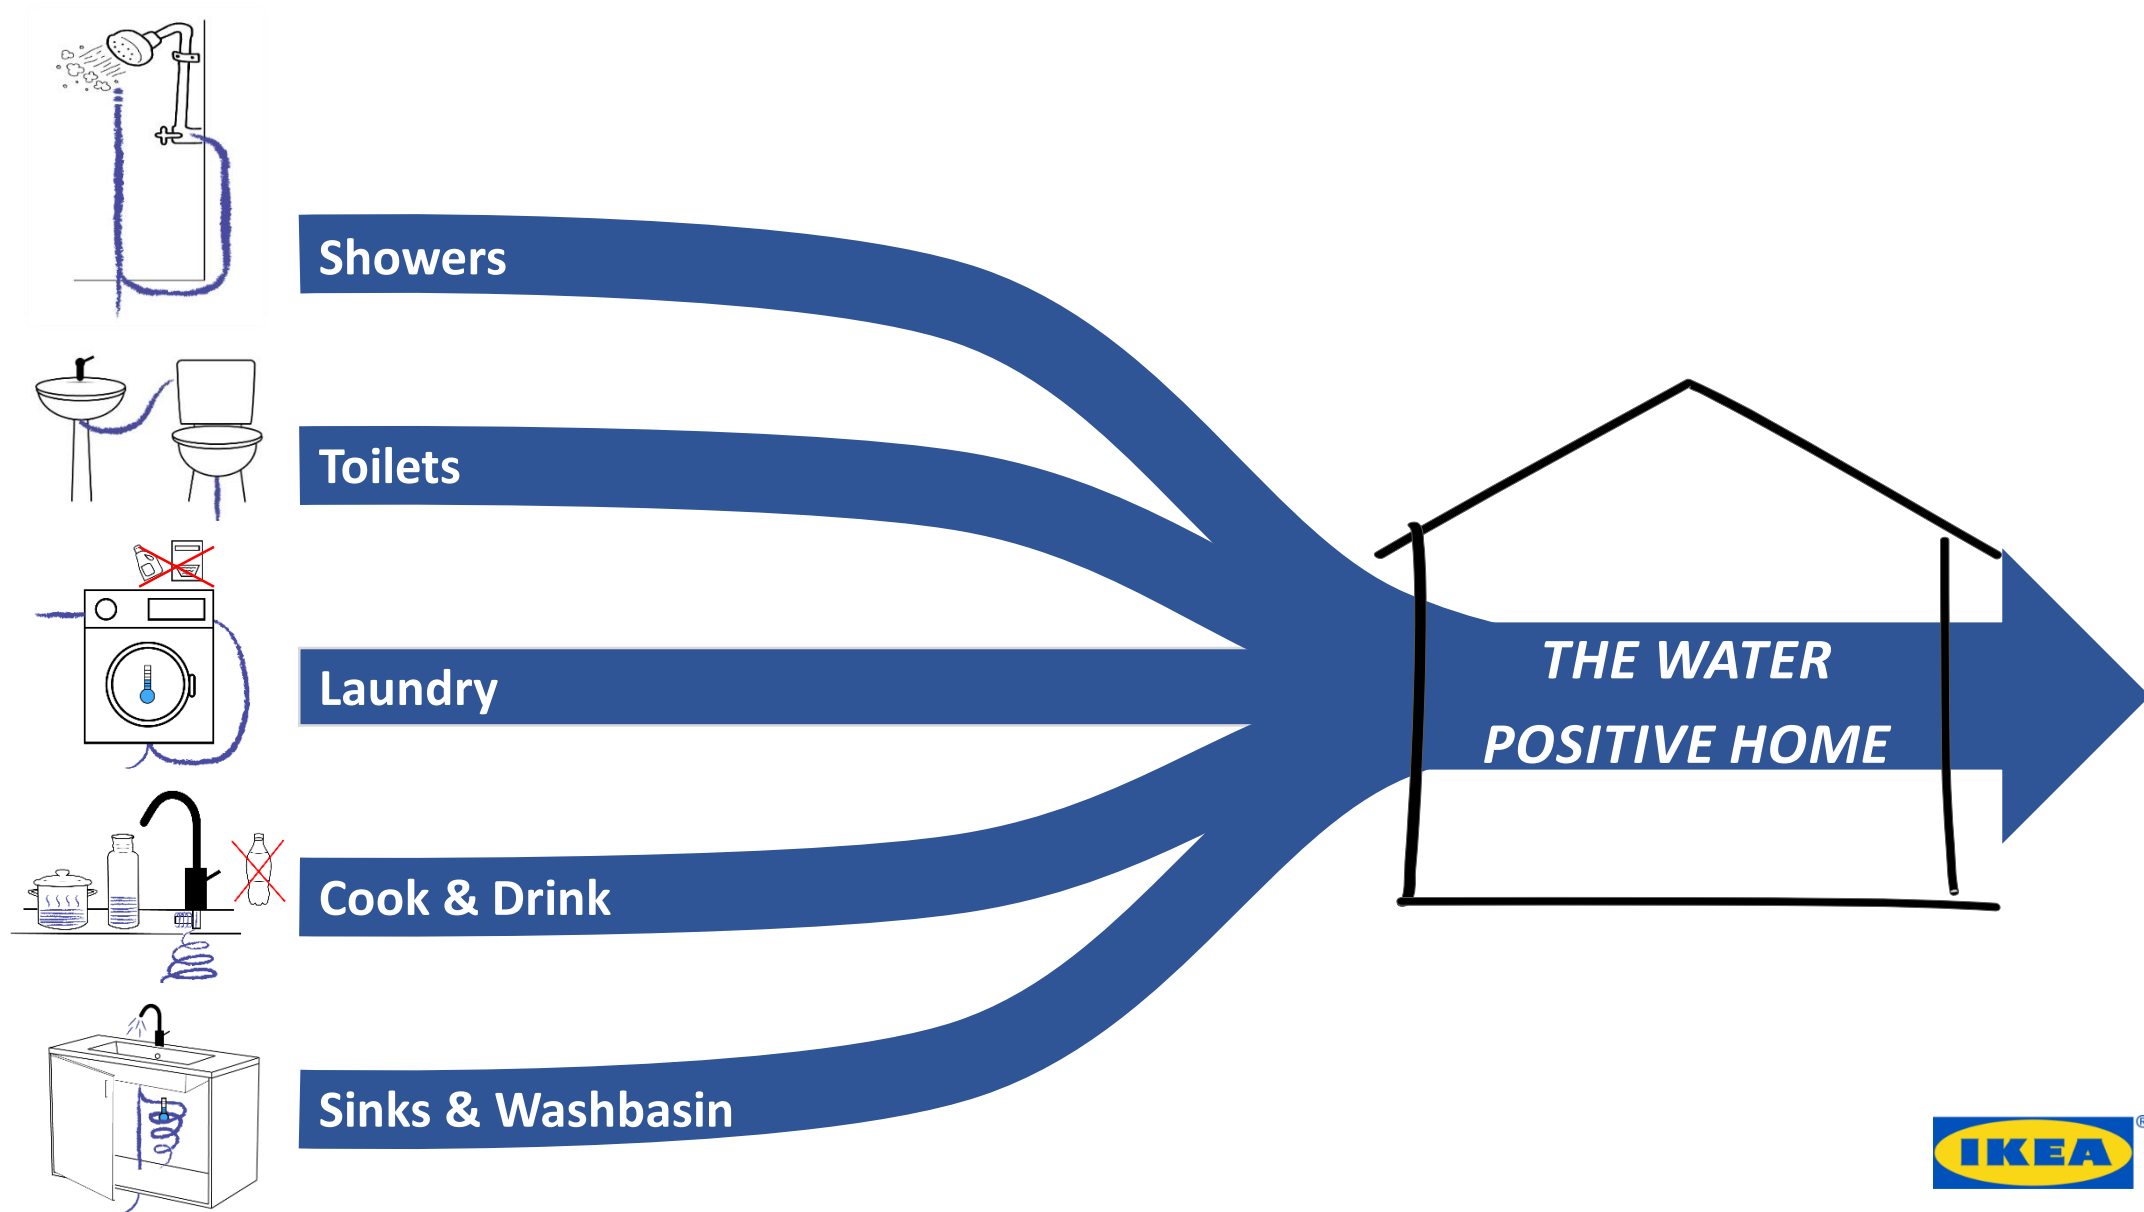 Showers
Toilets
Laundry
Cook & Drink
Sinks & Washbasin
THE WATER
POSITIVE HOME
IKEA®